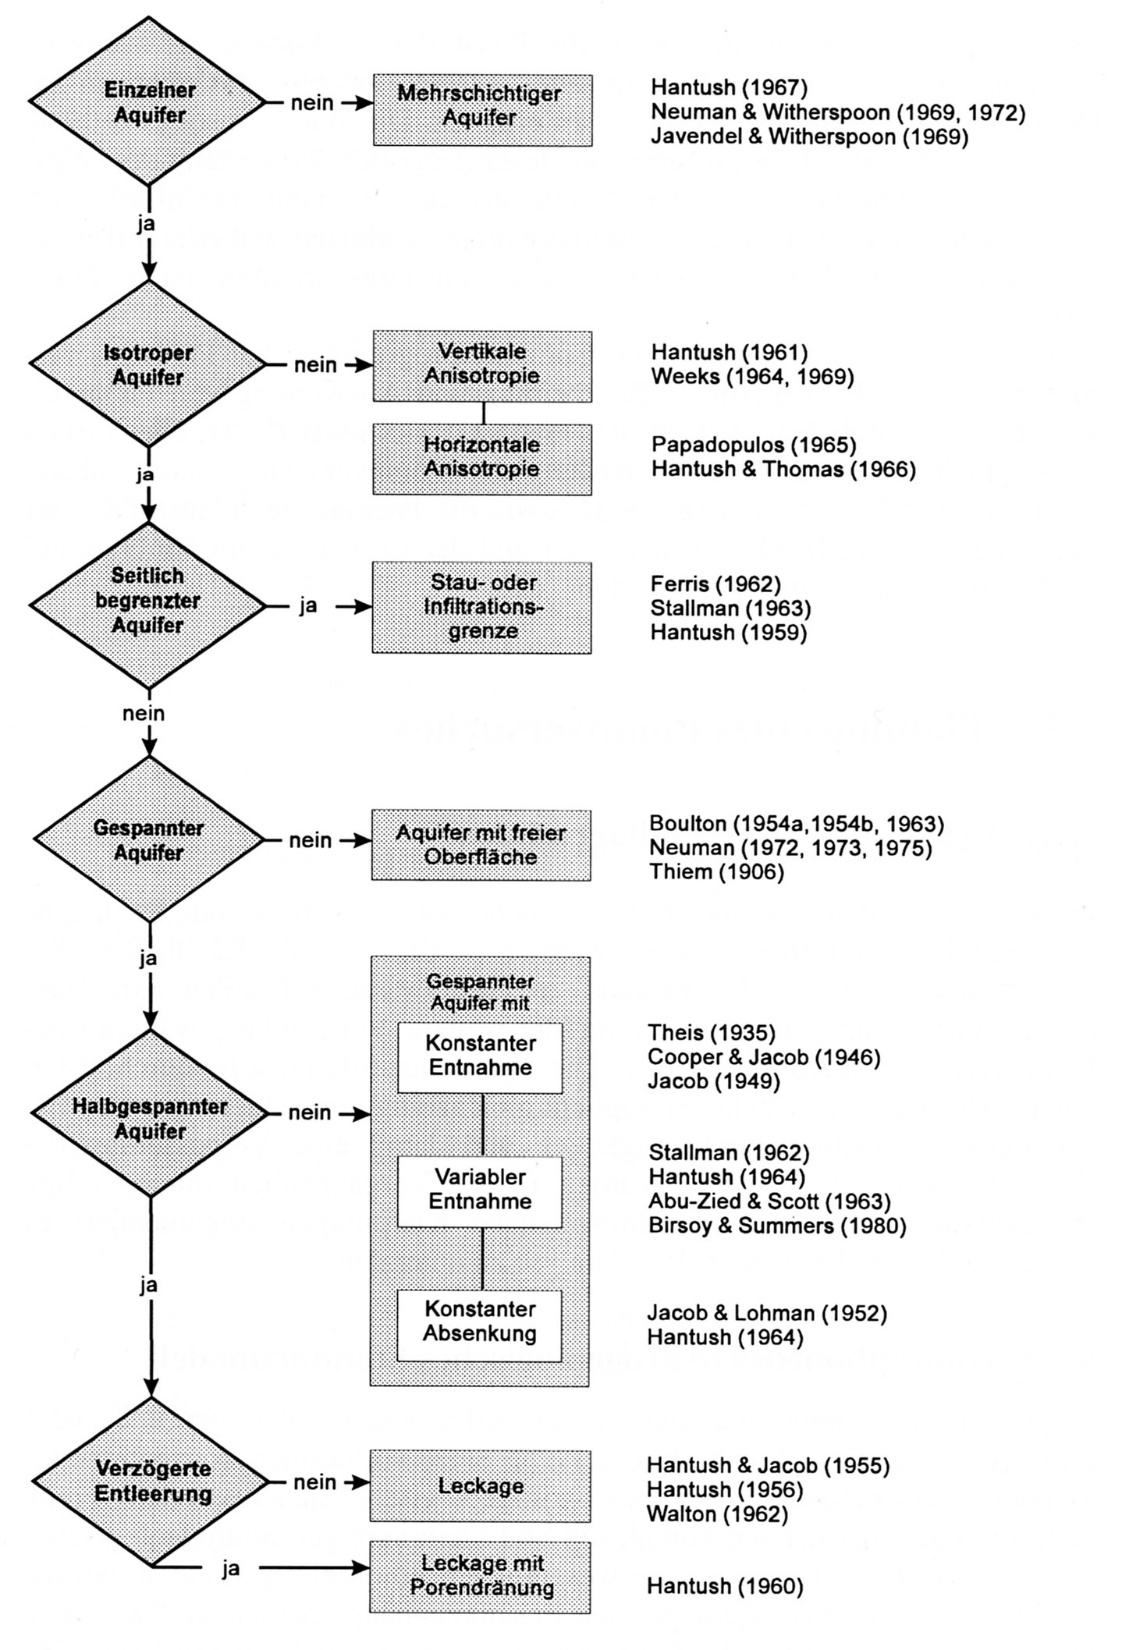 Einzelner
Aquifer
nein
Mehrschichtiger
Aquifer
Hantush (1967)
Neuman & Witherspoon (1969, 1972)
Javendel & Witherspoon (1969)
ja
Isotroper
Aquifer
nein
Vertikale
Anisotropie
Hantush (1961)
Weeks (1964, 1969)
Horizontale
Anisotropie
Papadopulos (1965)
Hantush & Thomas (1966)
ja
Seitlich
begrenzter
Aquifer
ja
Stau- oder
Infiltrations-
grenze
Ferris (1962)
Stallman (1963)
Hantush (1959)
nein
Gespannter
Aquifer
nein
Aquifer mit freier
Oberfläche
Boulton (1954a,1954b, 1963)
Neuman (1972, 1973, 1975)
Thiem (1906)
ja
Halbgespannter
Aquifer
nein
Gespannter
Aquifer mit
Konstanter
Entnahme
Theis (1935)
Cooper & Jacob (1946)
Jacob (1949)
Variabler
Entnahme
Stallman (1962)
Hantush (1964)
Abu-Zied & Scott (1963)
Birsoy & Summers (1980)
Konstanter
Absenkung
Jacob & Lohman (1952)
Hantush (1964)
ja
Verzögerte
Entleerung
nein
Leckage
Hantush & Jacob (1955)
Hantush (1956)
Walton (1962)
ja
Leckage mit
Porendränung
Hantush (1960)